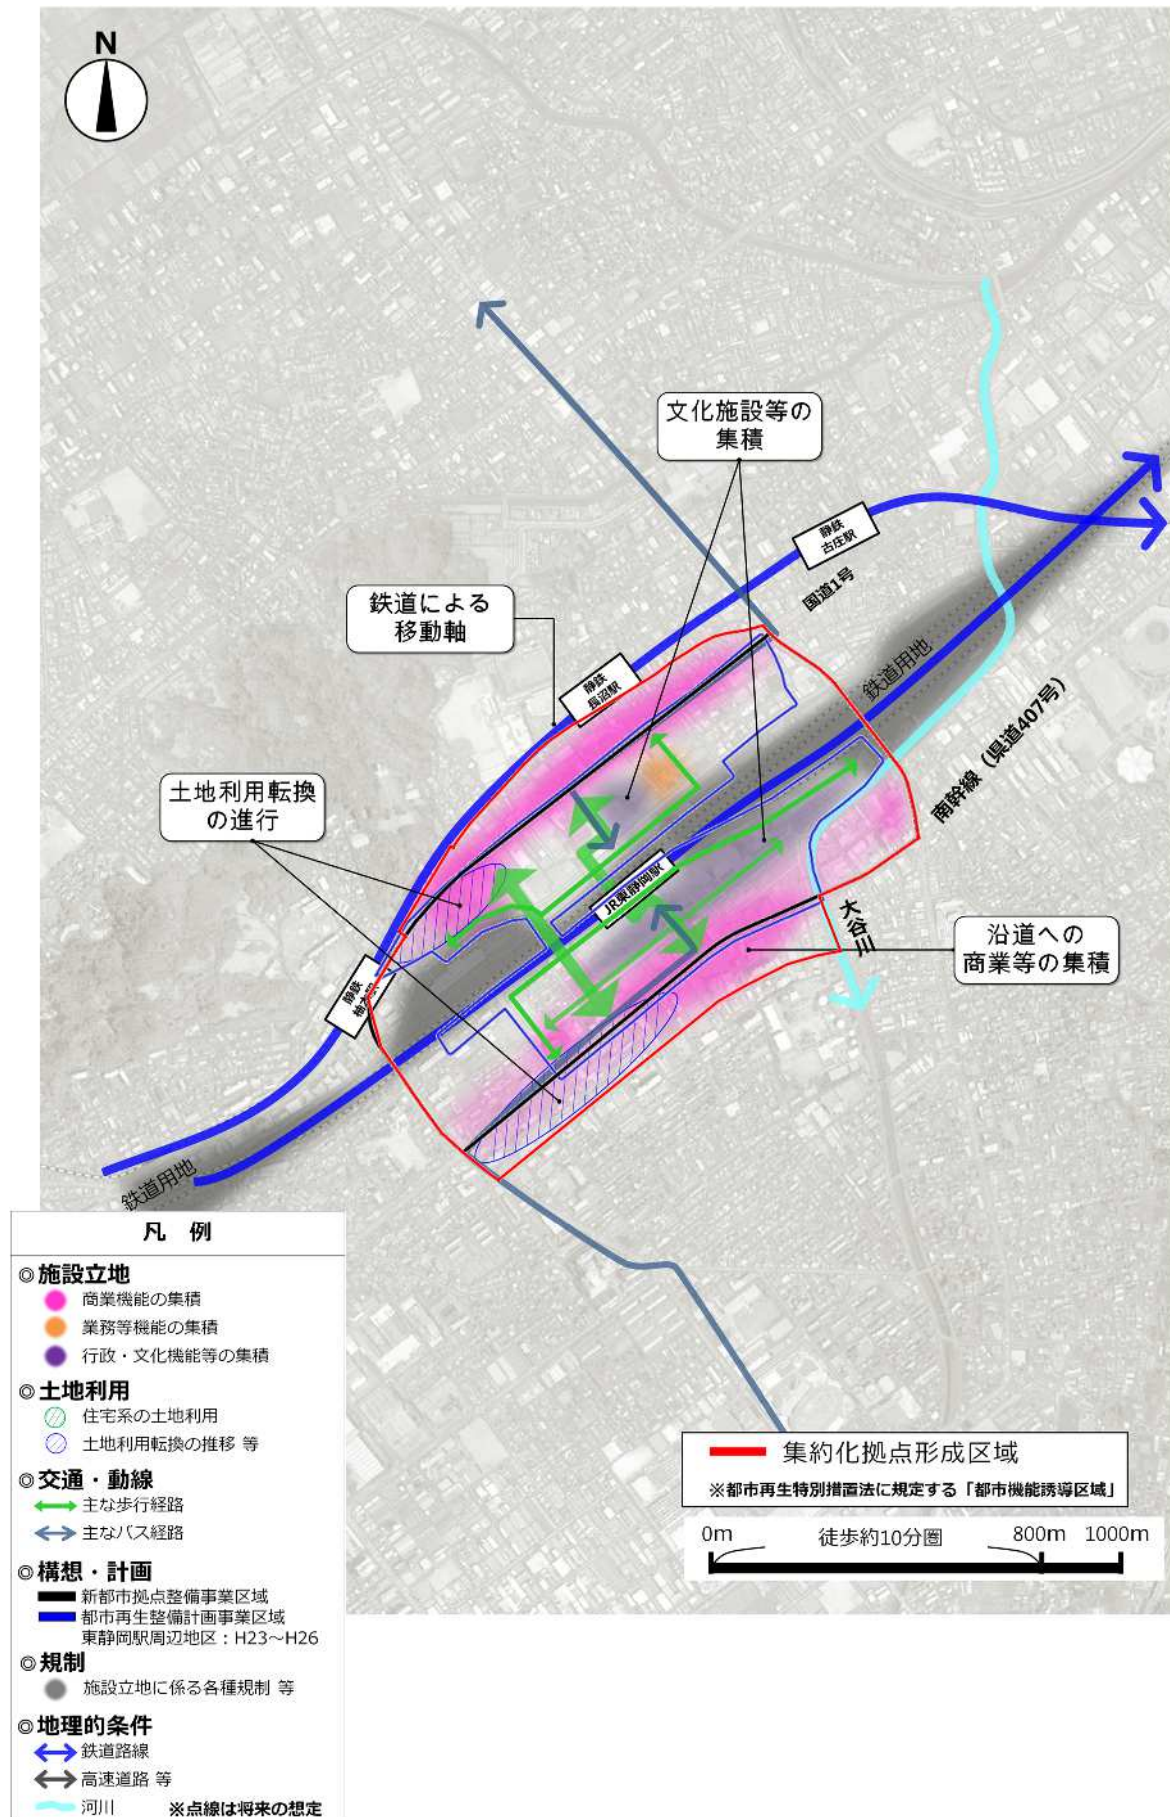 N
文化施設等の
集積
静鉄
古庄駅
国道1号
鉄道による
移動軸
静鉄
長沼駅
鉄道用地
南幹線（県道407号）
土地利用転換
の進行
JR東静岡駅
大谷川
沿道への
商業等の集積
静鉄
柚木駅
鉄道用地
凡 例
◎施設立地
商業機能の集積
業務等機能の集積
行政・文化機能等の集積
◎土地利用
住宅系の土地利用
土地利用転換の推移 等
◎交通・動線
主な歩行経路
主なバス経路
◎構想・計画
新都市拠点整備事業区域
都市再生整備計画事業区域
東静岡駅周辺地区：H23～H26
◎規制
施設立地に係る各種規制 等
◎地理的条件
鉄道路線
高速道路 等
河川 ※点線は将来の想定
集約化拠点形成区域
※都市再生特別措置法に規定する「都市機能誘導区域」
0m 徒歩約10分圏 800m 1000m